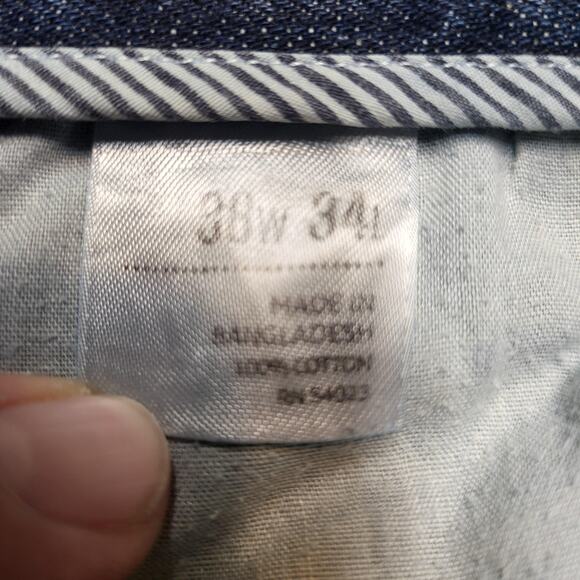 38W 34L
MADE IN
BANGLADESH
100% COTTON
RN 54023